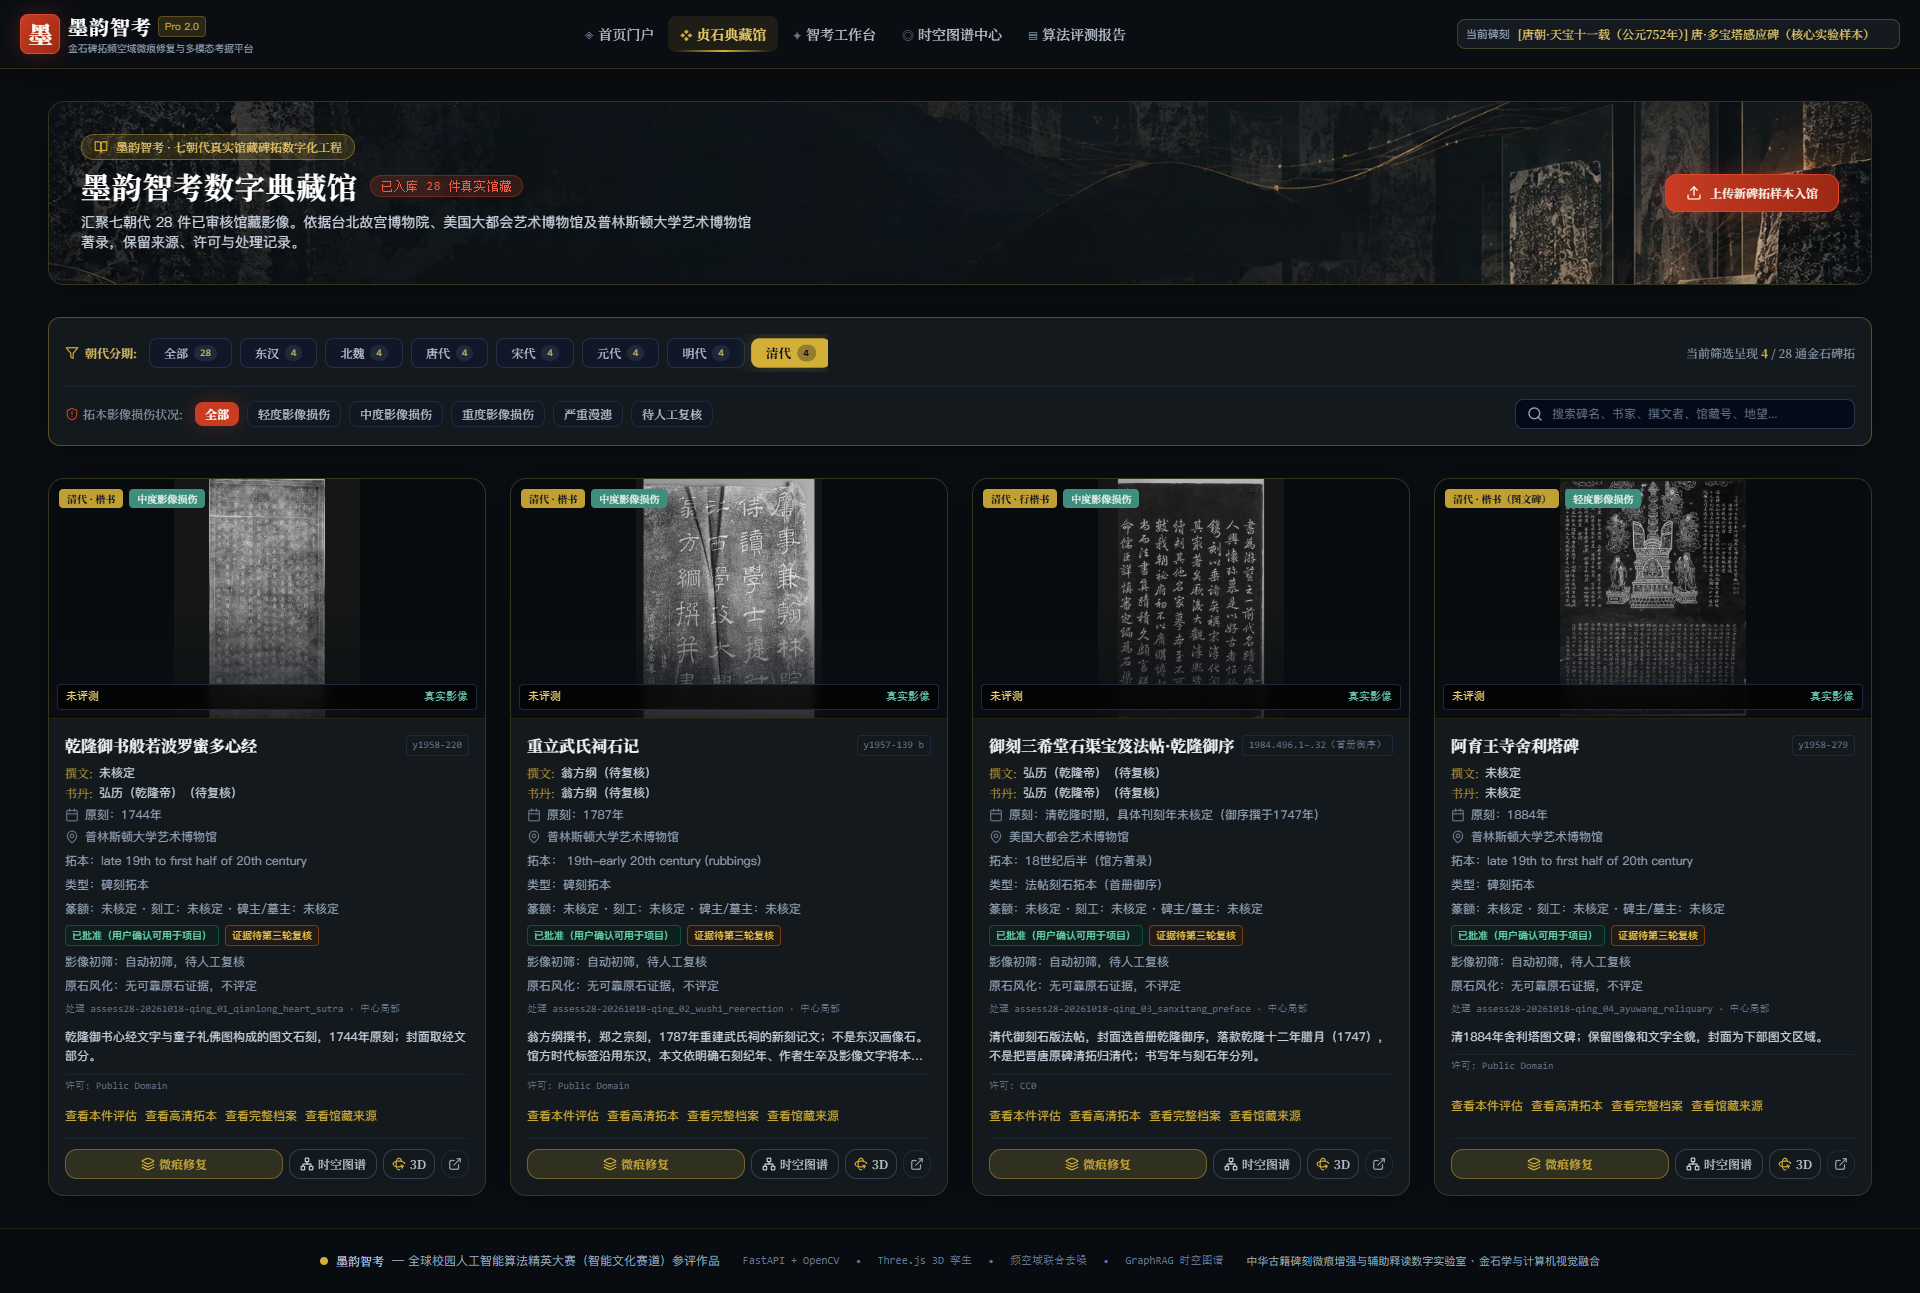 墨 墨韵智考 Pro 2.0
金石碑拓频空域微痕修复与多模态考据平台
首页门户 贞石典藏馆 智考工作台 时空图谱中心 算法评测报告
当前碑刻 [唐朝·天宝十一载（公元752年）] 唐·多宝塔感应碑（核心实验样本）
墨韵智考 · 七朝代真实馆藏碑拓数字化工程
墨韵智考数字典藏馆 已入库 28 件真实馆藏
汇聚七朝代 28 件已审核馆藏影像。依据台北故宫博物院、美国大都会艺术博物馆及普林斯顿大学艺术博物馆
著录，保留来源、许可与处理记录。
上传新碑拓样本入馆
朝代分期: 全部 28 东汉 4 北魏 4 唐代 4 宋代 4 元代 4 明代 4 清代 4
当前筛选呈现 4 / 28 通金石碑拓
拓本影像损伤状况: 全部 轻度影像损伤 中度影像损伤 重度影像损伤 严重漫漶 待人工复核
搜索碑名、书家、撰文者、馆藏号、地望...
清代 · 楷书 中度影像损伤
未评测 真实影像
乾隆御书般若波罗蜜多心经 y1958-220
撰文: 未核定
书丹: 弘历（乾隆帝）（待复核）
原刻: 1744年
普林斯顿大学艺术博物馆
拓本: late 19th to first half of 20th century
类型: 碑刻拓本
篆额: 未核定 · 刻工: 未核定 · 碑主/墓主: 未核定
已批准（用户确认可用于项目） 证据待第三轮复核
影像初筛: 自动初筛，待人工复核
原石风化: 无可靠原石证据，不评定
处理 assess28-20261018-qing_01_qianlong_heart_sutra · 中心局部
乾隆御书心经文字与童子礼佛图构成的图文石刻，1744年原刻；封面取经文
部分。
许可: Public Domain
查看本件评估 查看高清拓本 查看完整档案 查看馆藏来源
微痕修复 时空图谱 3D
清代 · 楷书 中度影像损伤
未评测 真实影像
重立武氏祠石记 y1957-139 b
撰文: 翁方纲（待复核）
书丹: 翁方纲（待复核）
原刻: 1787年
普林斯顿大学艺术博物馆
拓本: 19th–early 20th century (rubbings)
类型: 碑刻拓本
篆额: 未核定 · 刻工: 未核定 · 碑主/墓主: 未核定
已批准（用户确认可用于项目） 证据待第三轮复核
影像初筛: 自动初筛，待人工复核
原石风化: 无可靠原石证据，不评定
处理 assess28-20261018-qing_02_wushi_reerection · 中心局部
翁方纲撰书，郑之宗刻，1787年重建武氏祠的新刻记文；不是东汉画像石。
馆方时代标签沿用东汉，本文依明确石刻纪年、作者生卒及影像文字将本...
许可: Public Domain
查看本件评估 查看高清拓本 查看完整档案 查看馆藏来源
微痕修复 时空图谱 3D
清代 · 行楷书 中度影像损伤
未评测 真实影像
御刻三希堂石渠宝笈法帖·乾隆御序 1984.496.1–.32（首册御序）
撰文: 弘历（乾隆帝）（待复核）
书丹: 弘历（乾隆帝）（待复核）
原刻: 清乾隆时期，具体刊刻年未核定（御序撰于1747年）
美国大都会艺术博物馆
拓本: 18世纪后半（馆方著录）
类型: 法帖刻石拓本（首册御序）
篆额: 未核定 · 刻工: 未核定 · 碑主/墓主: 未核定
已批准（用户确认可用于项目） 证据待第三轮复核
影像初筛: 自动初筛，待人工复核
原石风化: 无可靠原石证据，不评定
处理 assess28-20261018-qing_03_sanxitang_preface · 中心局部
清代御刻石版法帖，封面选首册乾隆御序，落款乾隆十二年腊月（1747），
不是把晋唐原碑清拓归清代；书写年与刻石年分列。
许可: CC0
查看本件评估 查看高清拓本 查看完整档案 查看馆藏来源
微痕修复 时空图谱 3D
清代 · 楷书（图文碑） 轻度影像损伤
未评测 真实影像
阿育王寺舍利塔碑 y1958-279
撰文: 未核定
书丹: 未核定
原刻: 1884年
普林斯顿大学艺术博物馆
拓本: late 19th to first half of 20th century
类型: 碑刻拓本
篆额: 未核定 · 刻工: 未核定 · 碑主/墓主: 未核定
已批准（用户确认可用于项目） 证据待第三轮复核
影像初筛: 自动初筛，待人工复核
原石风化: 无可靠原石证据，不评定
处理 assess28-20261018-qing_04_ayuwang_reliquary · 中心局部
清1884年舍利塔图文碑；保留图像和文字全貌，封面为下部图文区域。
许可: Public Domain
查看本件评估 查看高清拓本 查看完整档案 查看馆藏来源
微痕修复 时空图谱 3D
墨韵智考 — 全球校园人工智能算法精英大赛（智能文化赛道）参评作品 FastAPI + OpenCV • Three.js 3D 孪生 • 频空域联合去噪 • GraphRAG 时空图谱 中华古籍碑刻微痕增强与辅助释读数字实验室 · 金石学与计算机视觉融合